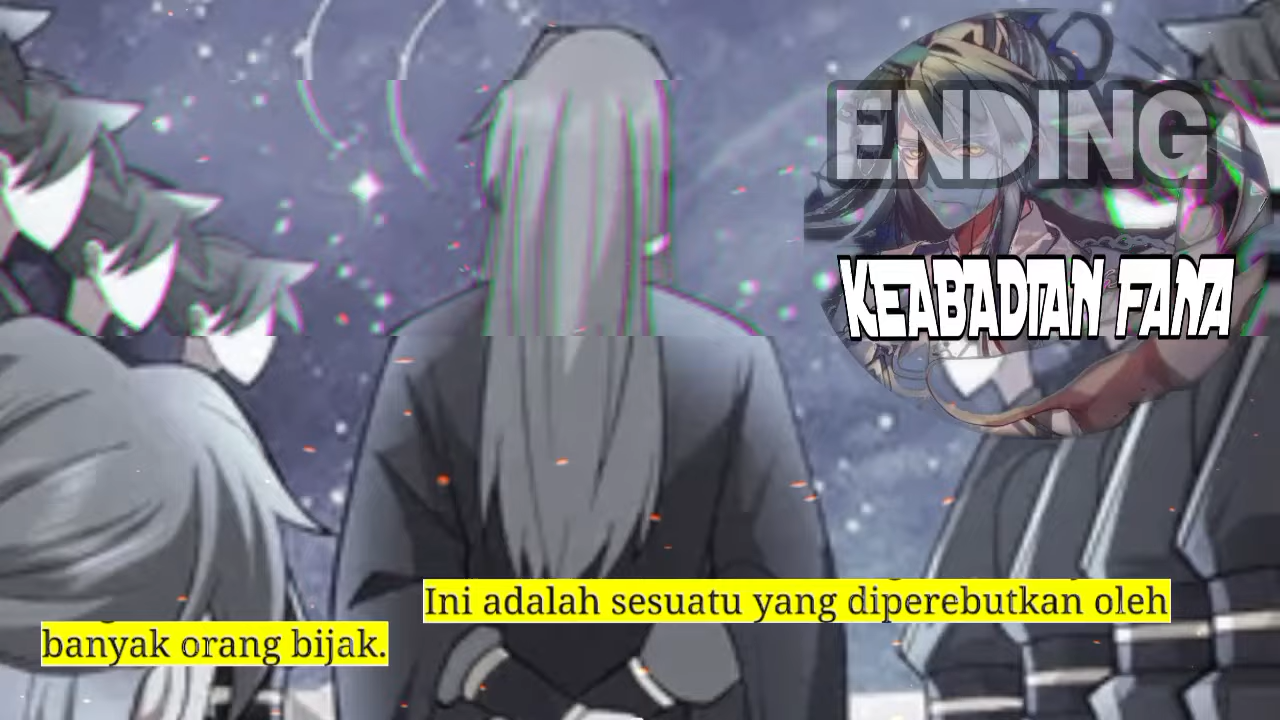 ENDING
KEABADIAN FANA
Ini adalah sesuatu yang diperebutkan oleh
banyak orang bijak.